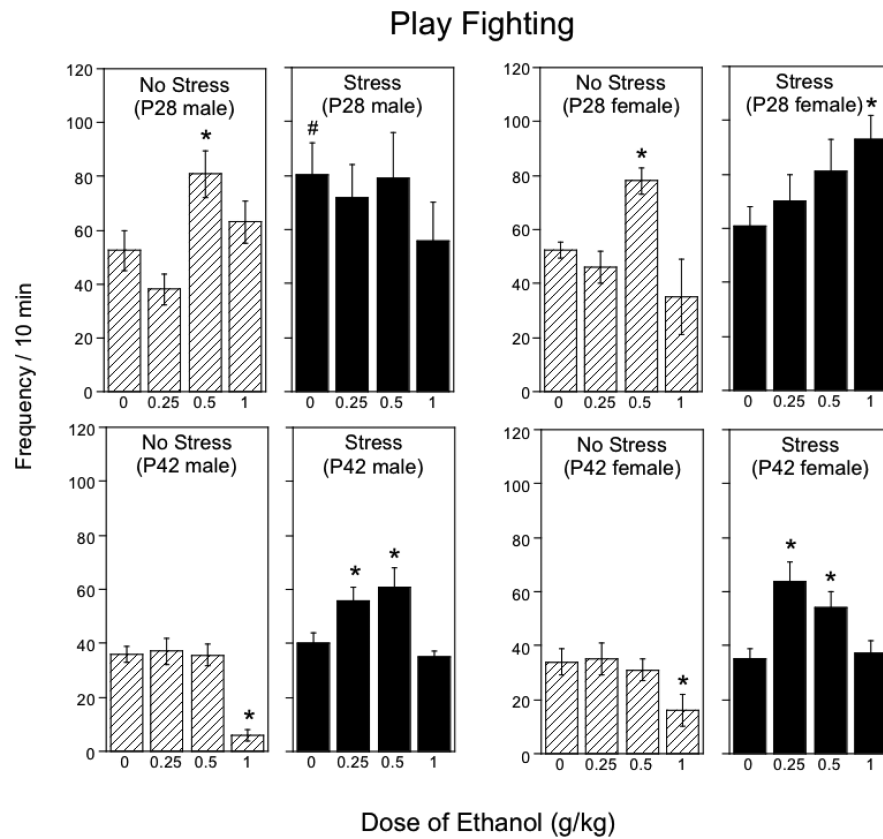 Play Fighting
Frequency / 10 min
120
100
80
60
40
20
0
No Stress
(P28 male)
*
0 0.25 0.5 1
Stress
(P28 male)
#
0 0.25 0.5 1
120
100
80
60
40
20
0
No Stress
(P28 female)
*
0 0.25 0.5 1
Stress
(P28 female)
*
0 0.25 0.5 1
120
100
80
60
40
20
0
No Stress
(P42 male)
*
0 0.25 0.5 1
Stress
(P42 male)
* *
0 0.25 0.5 1
120
100
80
60
40
20
0
No Stress
(P42 female)
*
0 0.25 0.5 1
Stress
(P42 female)
*
*
0 0.25 0.5 1
Dose of Ethanol (g/kg)